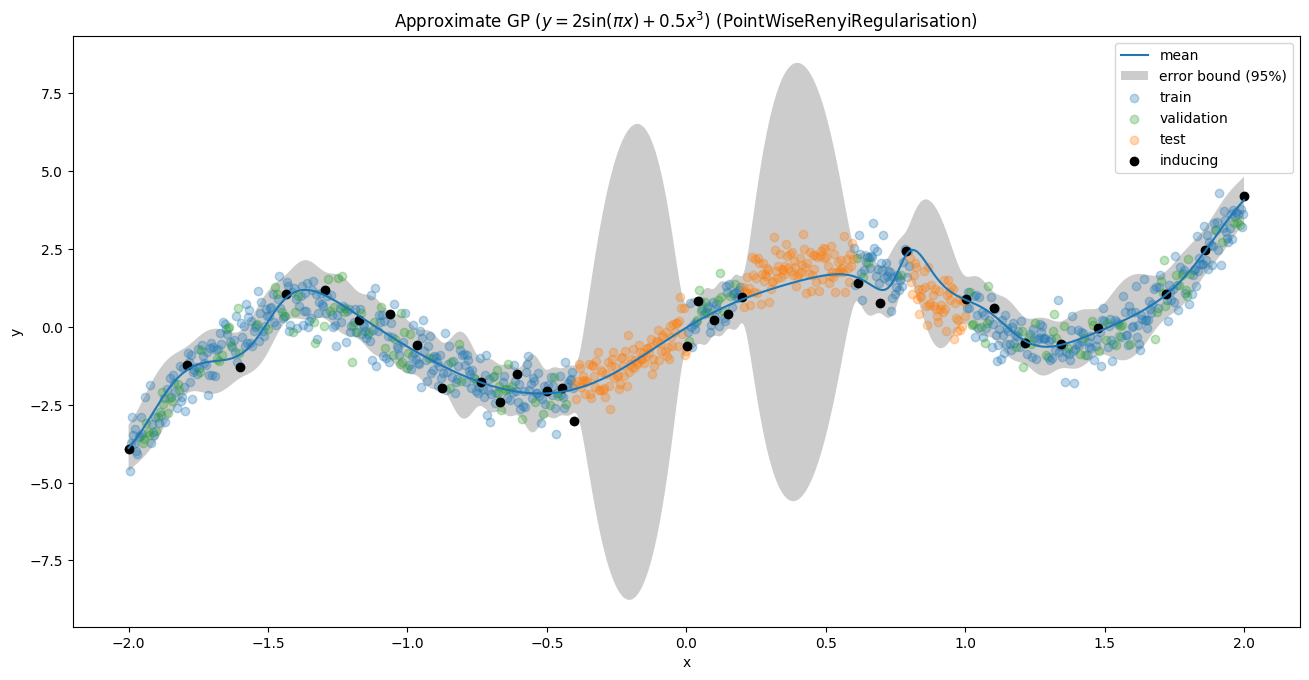 Approximate GP (y = 2sin(πx) + 0.5x³) (PointWiseRenyiRegularisation)
mean
error bound (95%)
train
validation
test
inducing
7.5
5.0
2.5
0.0
−2.5
−5.0
−7.5
y
−2.0 −1.5 −1.0 −0.5 0.0 0.5 1.0 1.5 2.0
x